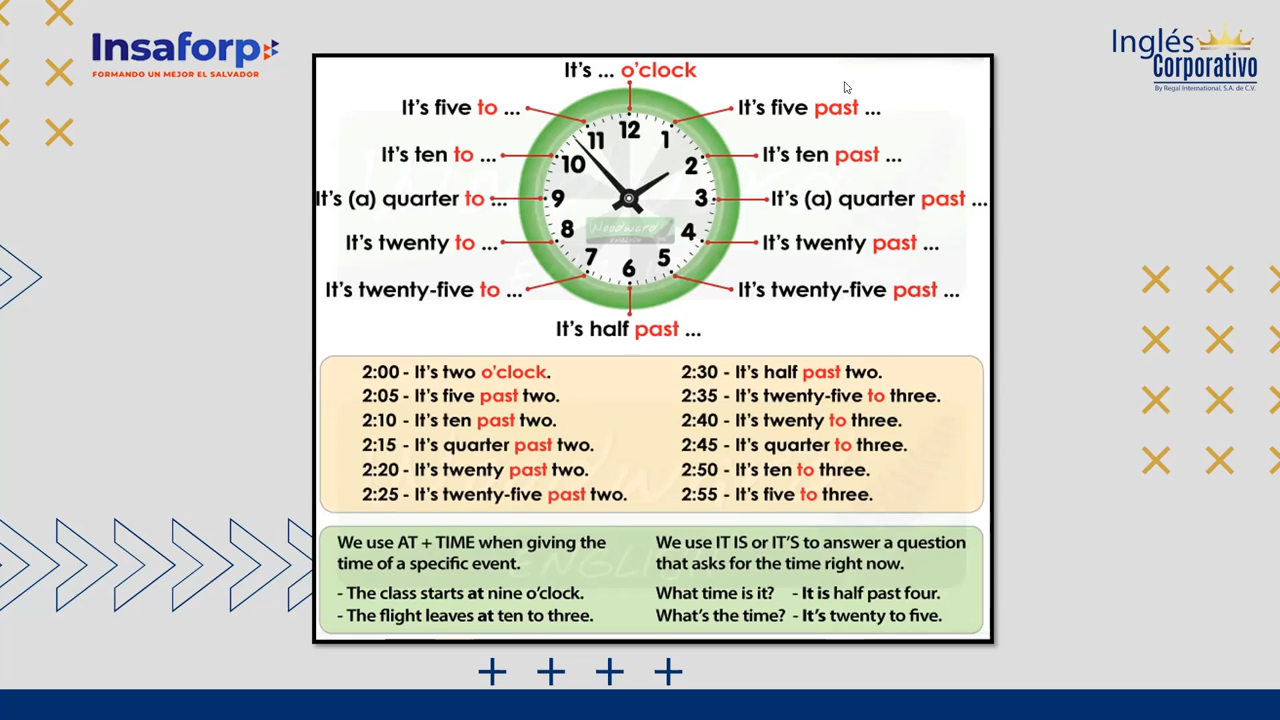 Insaforp
FORMANDO UN MEJOR EL SALVADOR
Inglés
Corporativo
By Regal International, S.A. de C.V.
It's ... o'clock
It's five to ...
It's five past ...
It's ten to ...
It's ten past ...
It's (a) quarter to ...
It's (a) quarter past ...
It's twenty to ...
It's twenty past ...
It's twenty-five to ...
It's twenty-five past ...
It's half past ...
12
1
2
3
4
5
6
7
8
9
10
11
Woodward
ENGLISH
2:00 - It's two o'clock.
2:05 - It's five past two.
2:10 - It's ten past two.
2:15 - It's quarter past two.
2:20 - It's twenty past two.
2:25 - It's twenty-five past two.
2:30 - It's half past two.
2:35 - It's twenty-five to three.
2:40 - It's twenty to three.
2:45 - It's quarter to three.
2:50 - It's ten to three.
2:55 - It's five to three.
We use AT + TIME when giving the
time of a specific event.
- The class starts at nine o'clock.
- The flight leaves at ten to three.
We use IT IS or IT'S to answer a question
that asks for the time right now.
What time is it? - It is half past four.
What's the time? - It's twenty to five.